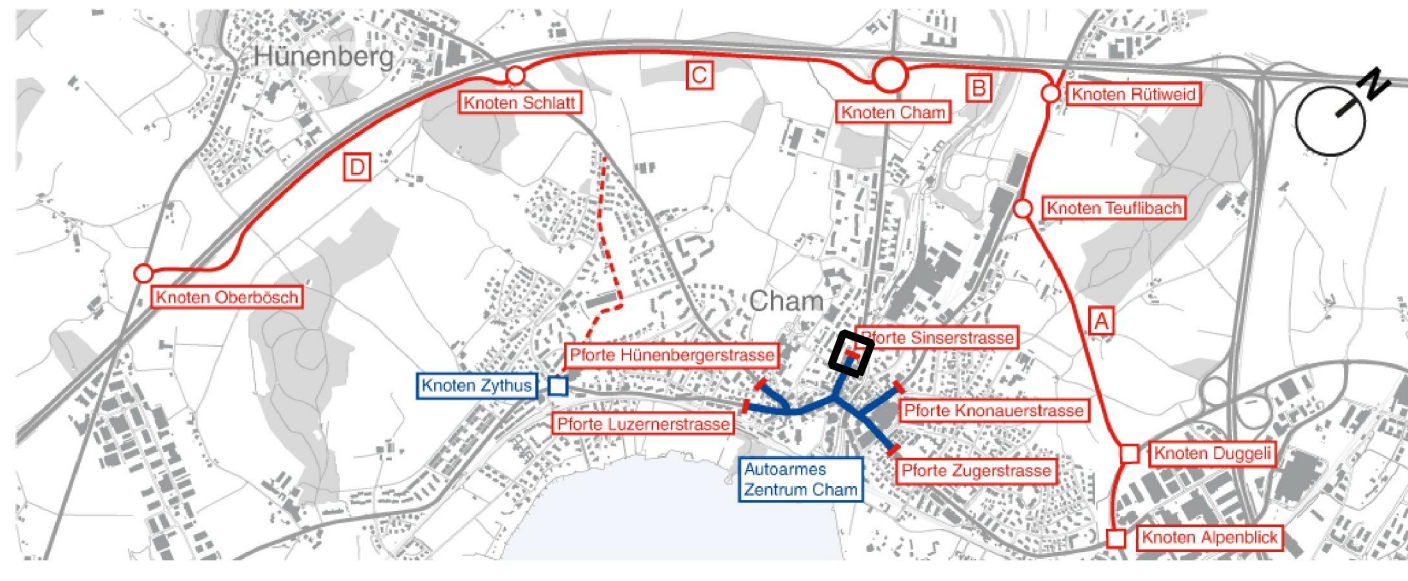 N
Hünenberg
C
B
Knoten Schlatt
Knoten Cham
Knoten Rütiweid
D
Knoten Teuflibach
Knoten Oberbösch
Cham
A
Pforte Sinserstrasse
Pforte Hünenbergerstrasse
Knoten Zythus
Pforte Knonauerstrasse
Pforte Luzernerstrasse
Knoten Duggeli
Autoarmes
Zentrum Cham
Pforte Zugerstrasse
Knoten Alpenblick